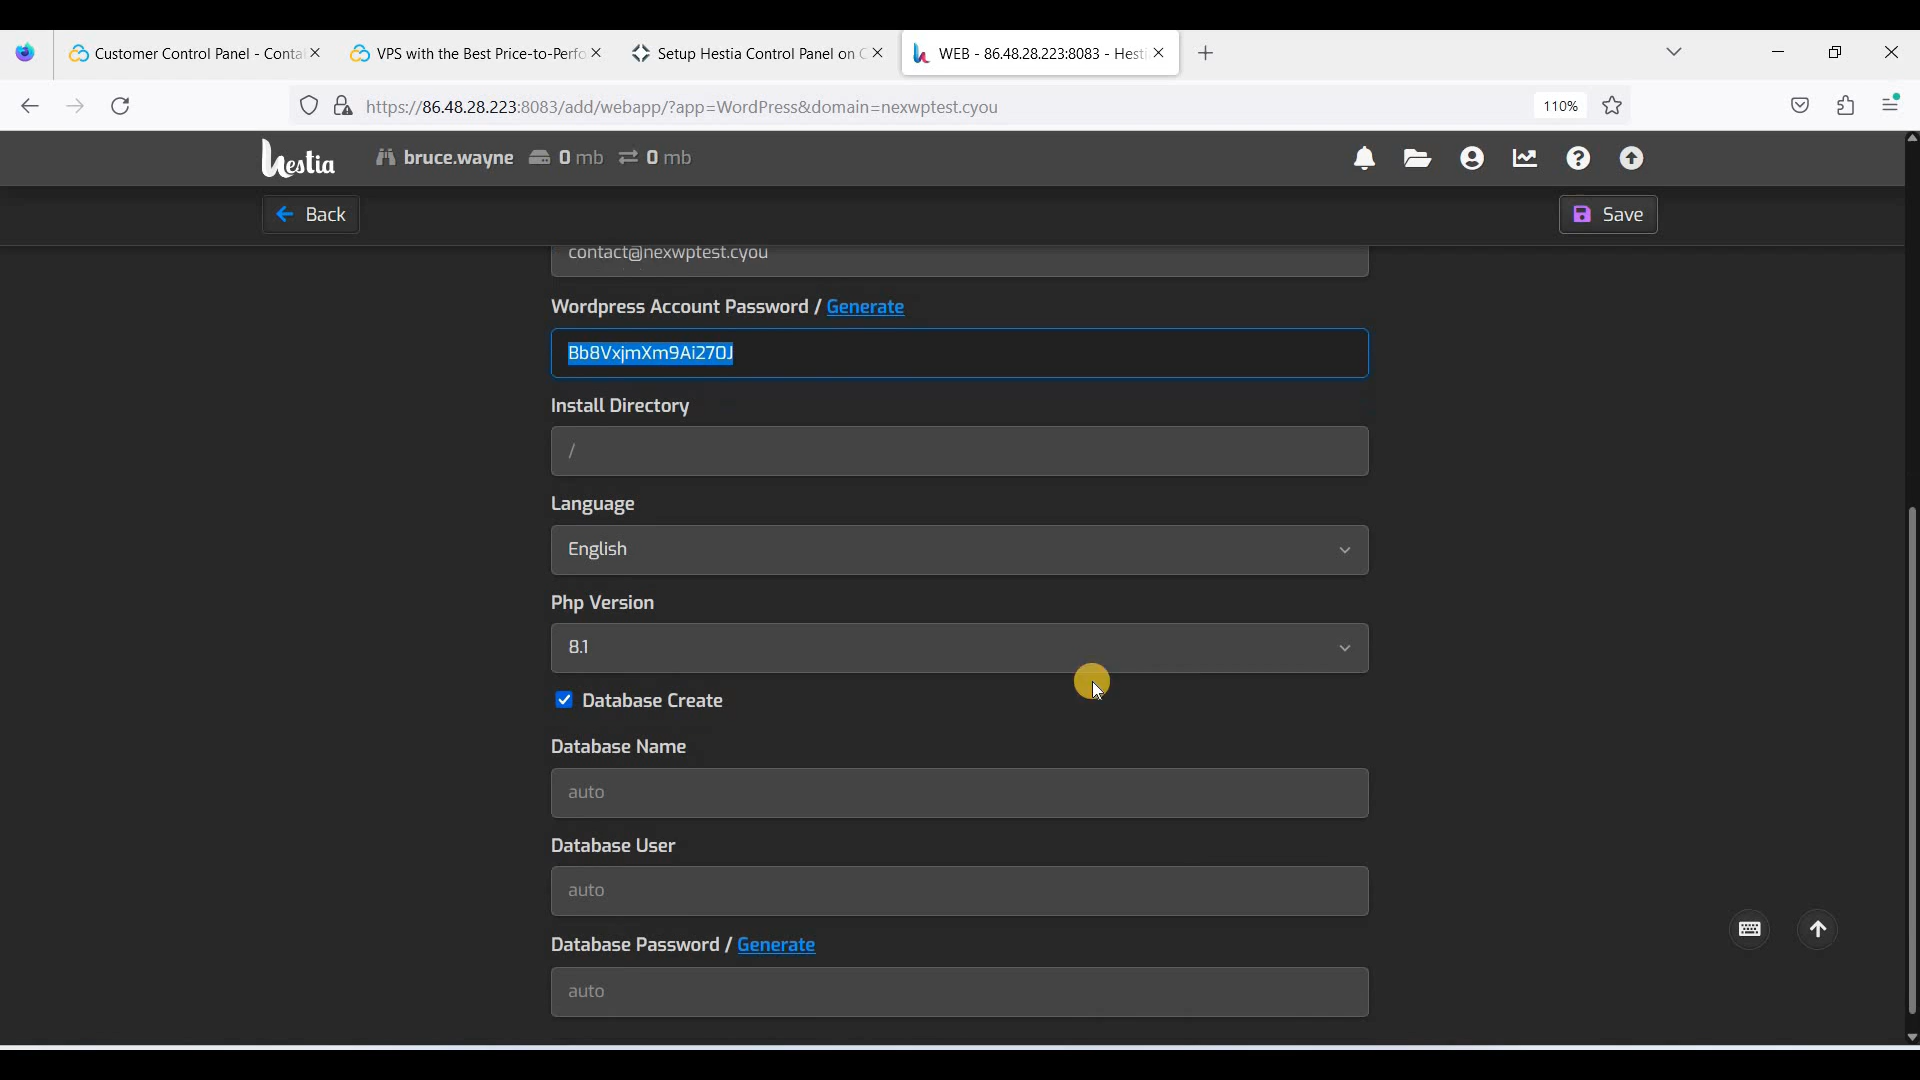 Customer Control Panel - Conta
VPS with the Best Price-to-Perfo
Setup Hestia Control Panel on C
WEB - 86.48.28.223:8083 - Hesti
https://86.48.28.223:8083/add/webapp/?app=WordPress&domain=nexwptest.cyou
110%
Hestia
bruce.wayne
0 mb
0 mb
Back
Save
contact@nexwptest.cyou
Wordpress Account Password / Generate
Bb8VxjmXm9Ai270J
Install Directory
/
Language
English
Php Version
8.1
Database Create
Database Name
auto
Database User
auto
Database Password / Generate
auto